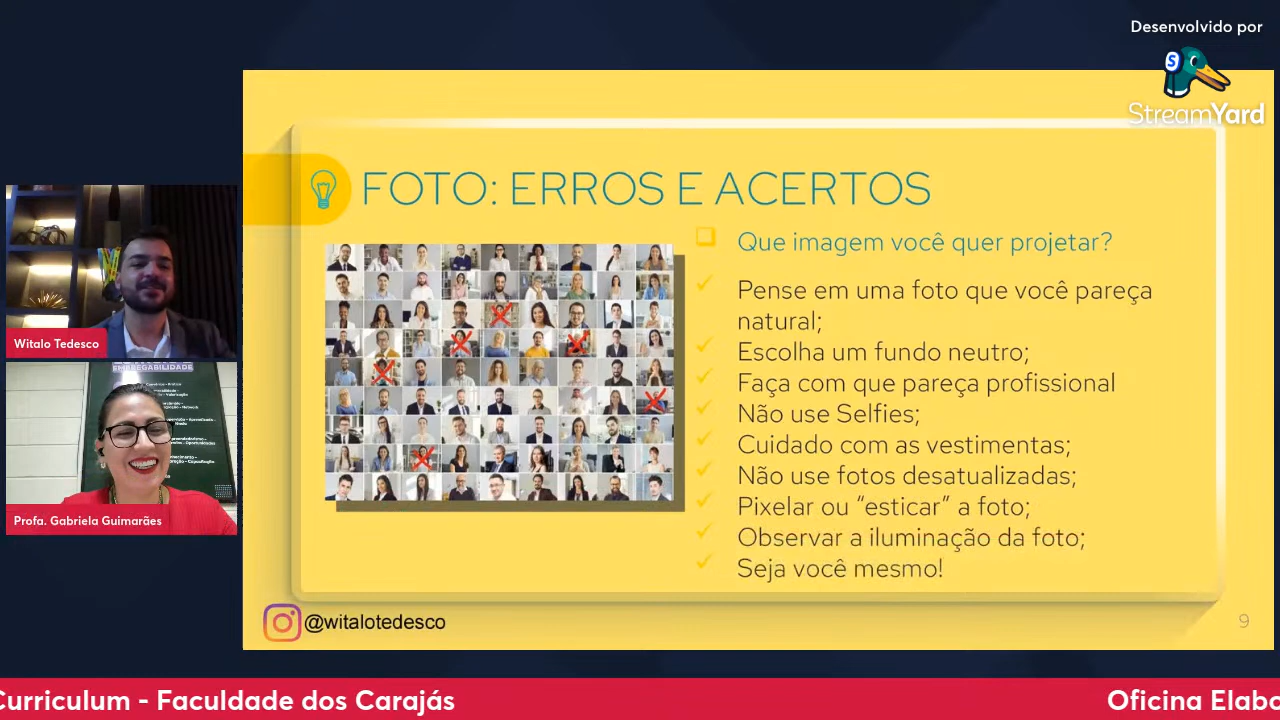 Desenvolvido por
StreamYard
FOTO: ERROS E ACERTOS
Que imagem você quer projetar?
Pense em uma foto que você pareça
natural;
Escolha um fundo neutro;
Faça com que pareça profissional
Não use Selfies;
Cuidado com as vestimentas;
Não use fotos desatualizadas;
Pixelar ou “esticar” a foto;
Observar a iluminação da foto;
Seja você mesmo!
@witalotedesco
9
Witalo Tedesco
EMPREGABILIDADE
Profa. Gabriela Guimarães
Curriculum - Faculdade dos Carajás
Oficina Elabo